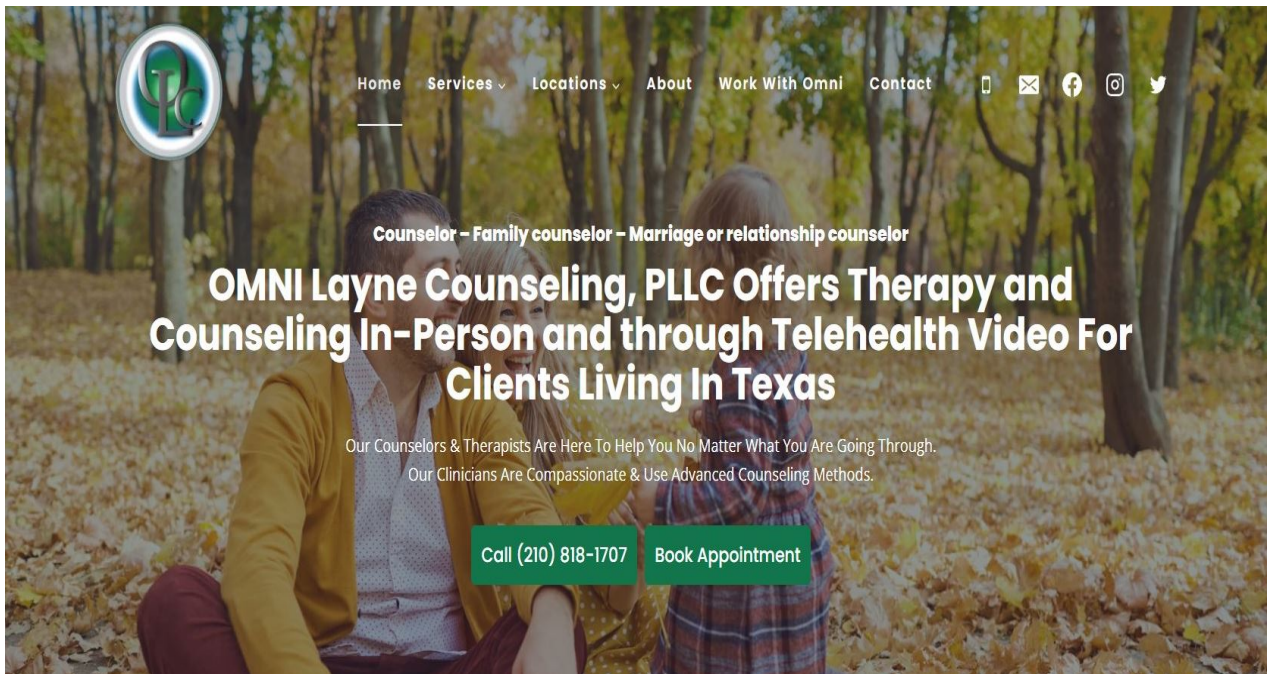 OLC
Home Services Locations About Work With Omni Contact
Counselor – Family counselor – Marriage or relationship counselor
OMNI Layne Counseling, PLLC Offers Therapy and
Counseling In-Person and through Telehealth Video For
Clients Living In Texas
Our Counselors & Therapists Are Here To Help You No Matter What You Are Going Through.
Our Clinicians Are Compassionate & Use Advanced Counseling Methods.
Call (210) 818-1707 Book Appointment